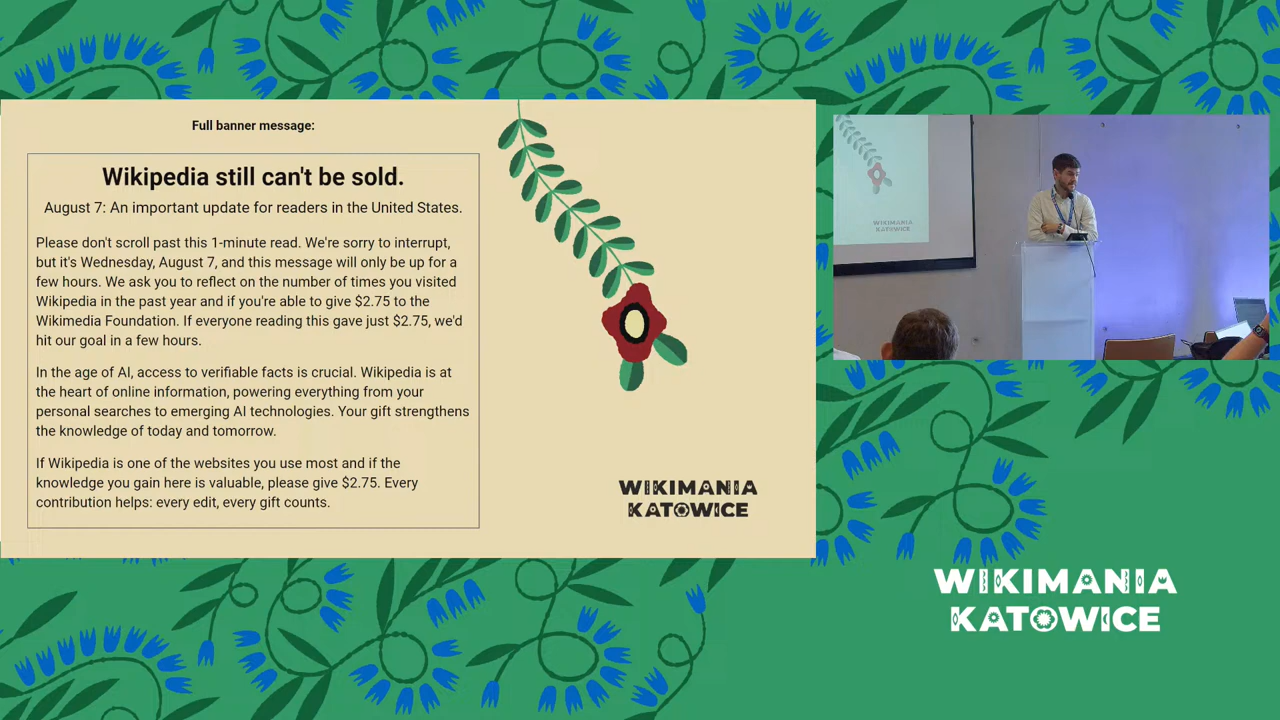 Full banner message:
Wikipedia still can't be sold.
August 7: An important update for readers in the United States.
Please don't scroll past this 1-minute read. We're sorry to interrupt,
but it's Wednesday, August 7, and this message will only be up for a
few hours. We ask you to reflect on the number of times you visited
Wikipedia in the past year and if you're able to give $2.75 to the
Wikimedia Foundation. If everyone reading this gave just $2.75, we'd
hit our goal in a few hours.
In the age of AI, access to verifiable facts is crucial. Wikipedia is at
the heart of online information, powering everything from your
personal searches to emerging AI technologies. Your gift strengthens
the knowledge of today and tomorrow.
If Wikipedia is one of the websites you use most and if the
knowledge you gain here is valuable, please give $2.75. Every
contribution helps: every edit, every gift counts.
WIKIMANIA
KATOWICE
WIKIMANIA
KATOWICE
WIKIMANIA
KATOWICE